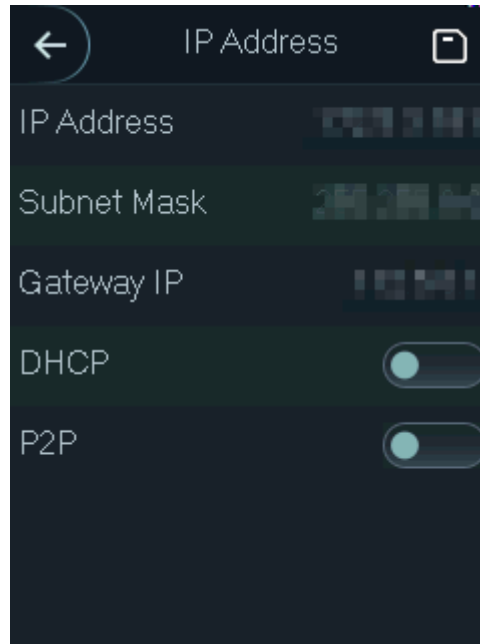 IP Address
IP Address
Subnet Mask
Gateway IP
DHCP
P2P